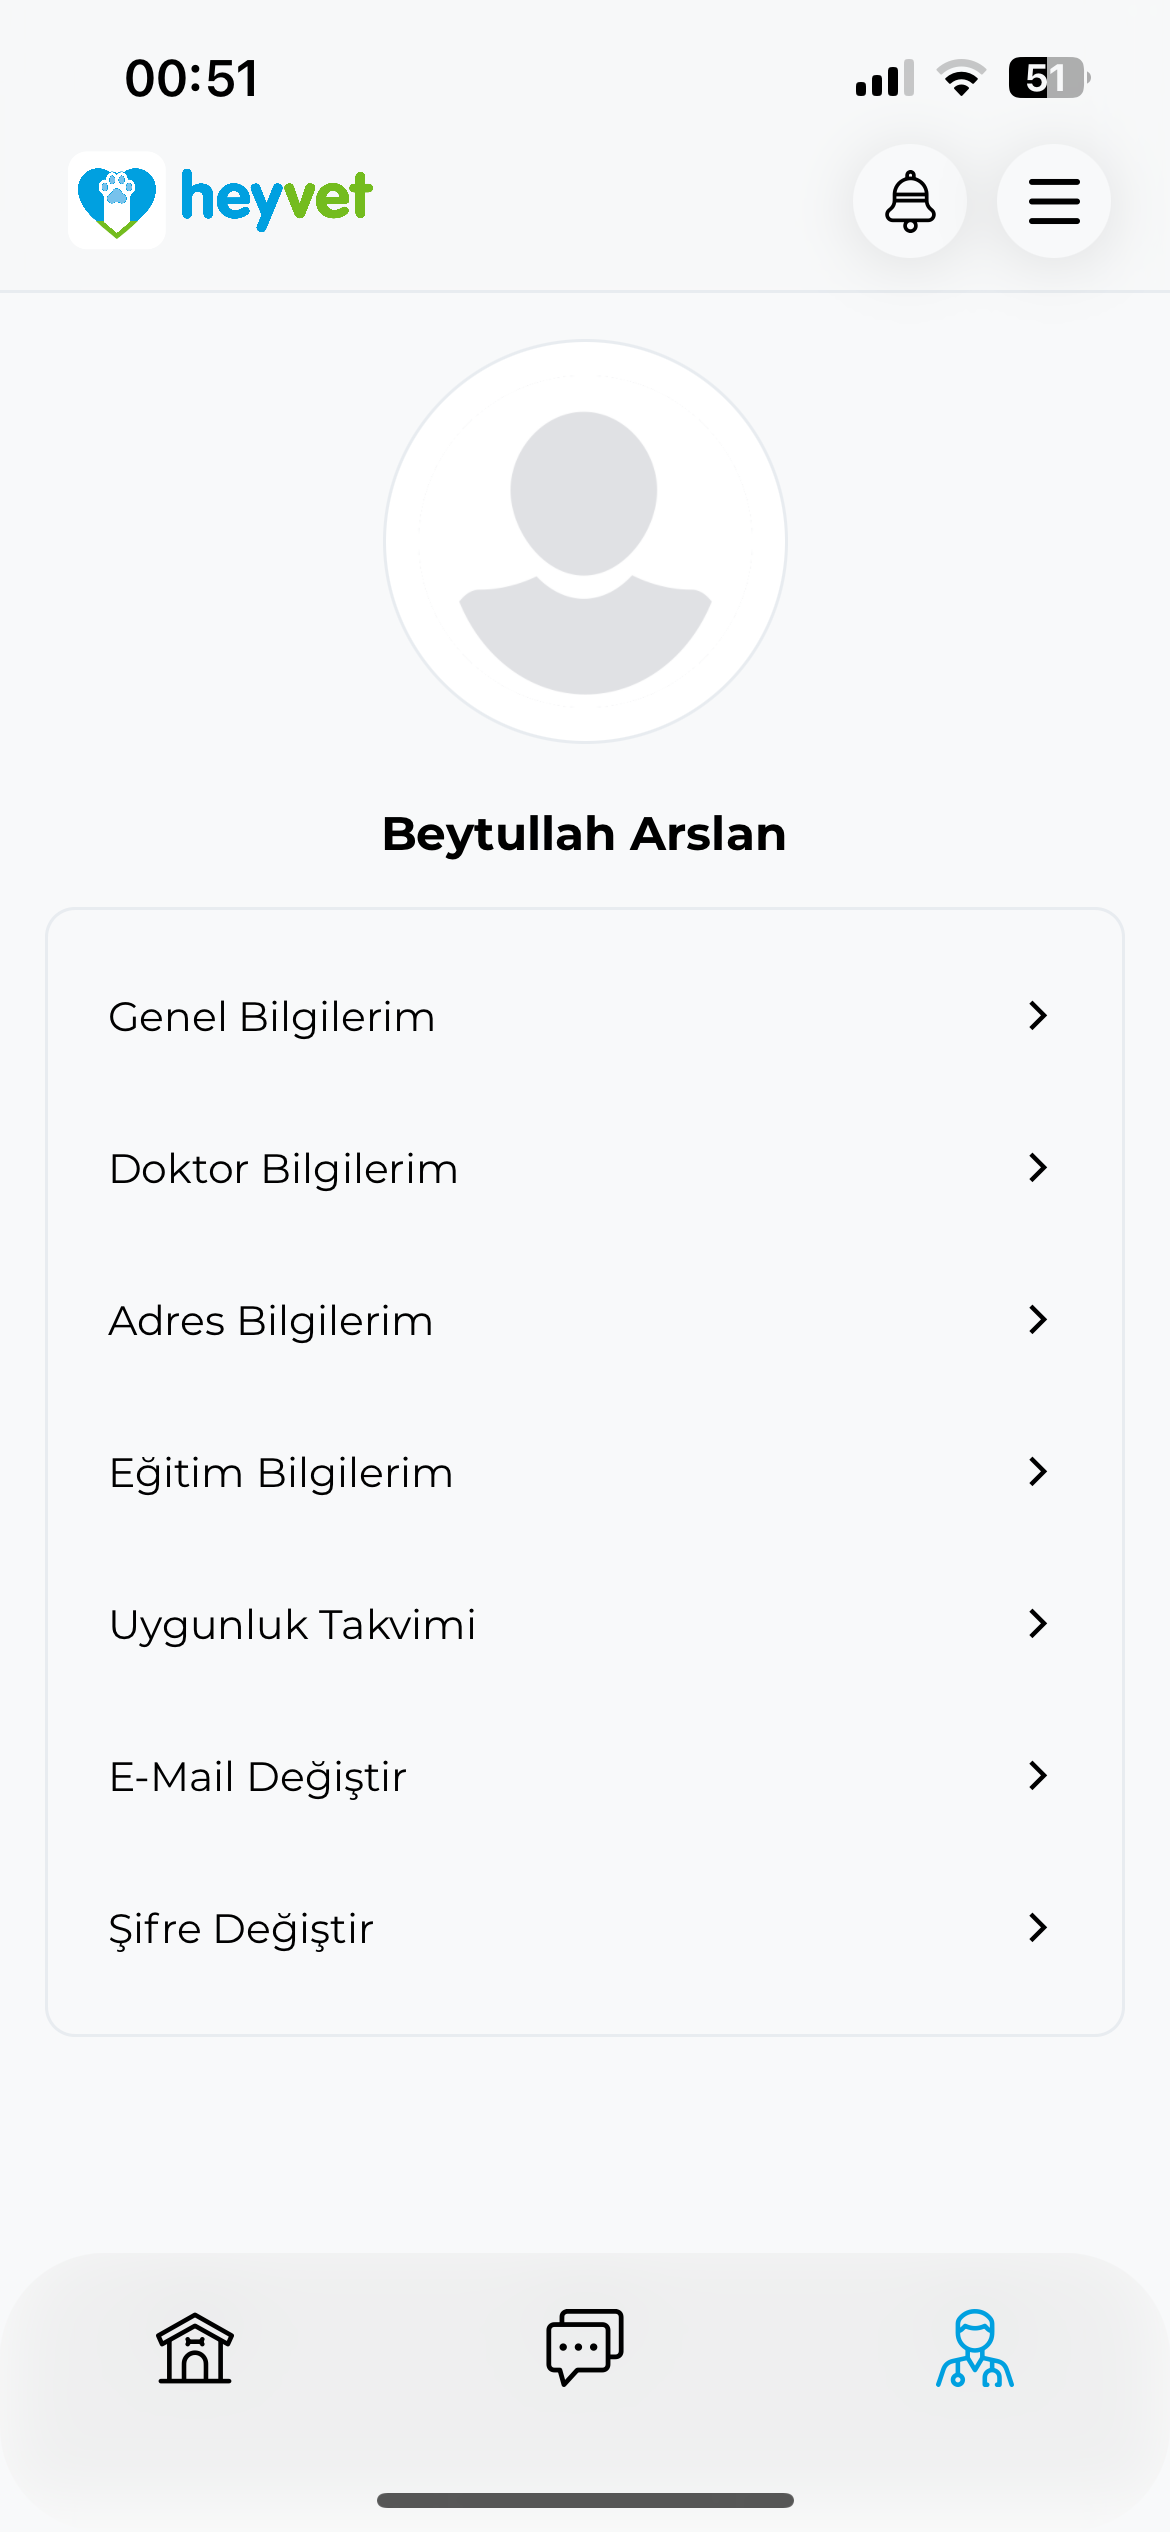 00:51
51
heyvet
Beytullah Arslan
Genel Bilgilerim
Doktor Bilgilerim
Adres Bilgilerim
Eğitim Bilgilerim
Uygunluk Takvimi
E-Mail Değiştir
Şifre Değiştir